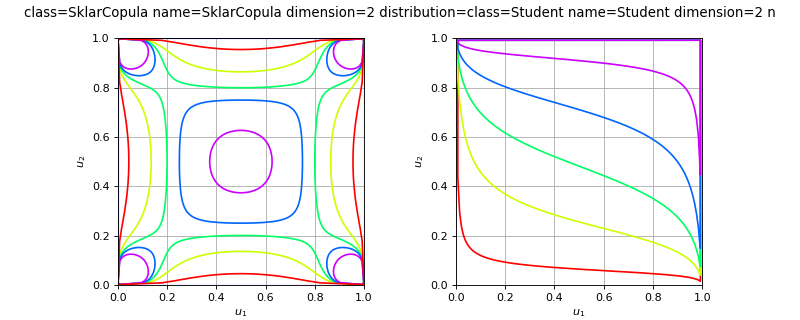 class=SklarCopula name=SklarCopula dimension=2 distribution=class=Student name=Student dimension=2 n
1.0 1.0
0.8 0.8
0.6 0.6
u2 u2
0.4 0.4
0.2 0.2
0.0 0.0
0.0 0.2 0.4 0.6 0.8 1.0 0.0 0.2 0.4 0.6 0.8 1.0
u1 u1